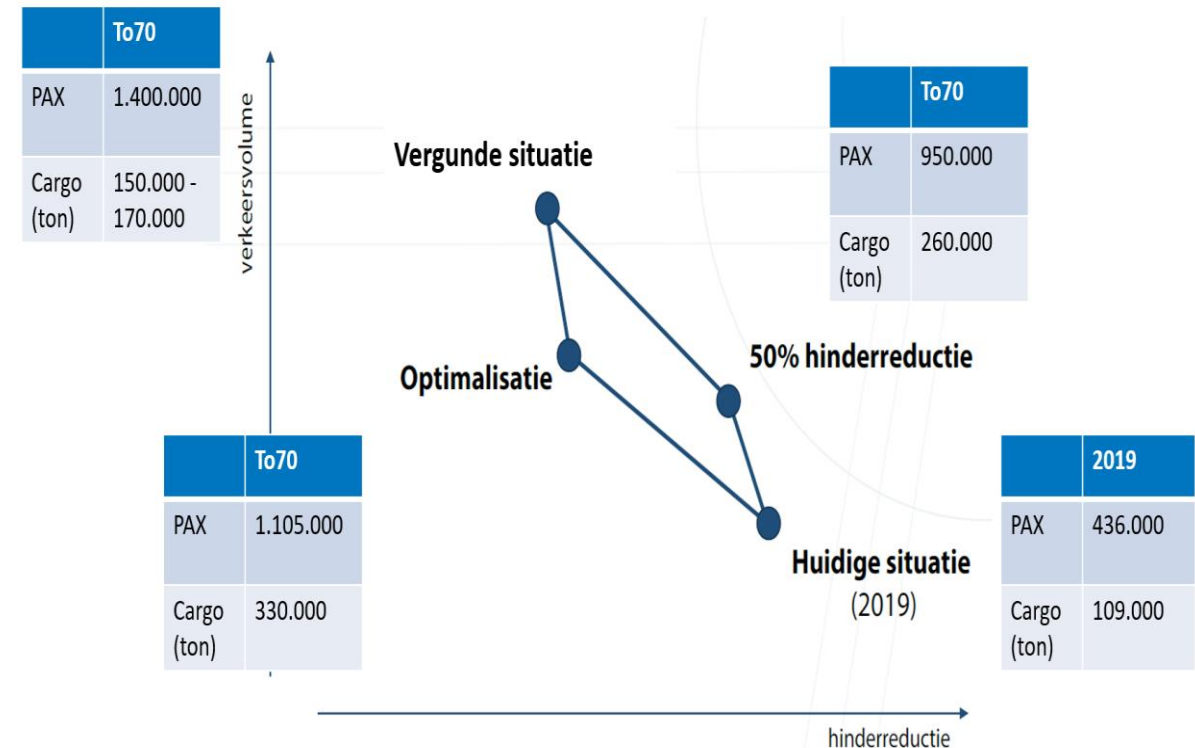 To70
PAX 1.400.000
Cargo 150.000 -
(ton) 170.000
verkeersvolume
Vergunde situatie
To70
PAX 950.000
Cargo 260.000
(ton)
Optimalisatie
50% hinderreductie
To70
PAX 1.105.000
Cargo 330.000
(ton)
2019
PAX 436.000
Cargo 109.000
(ton)
Huidige situatie
(2019)
hinderreductie